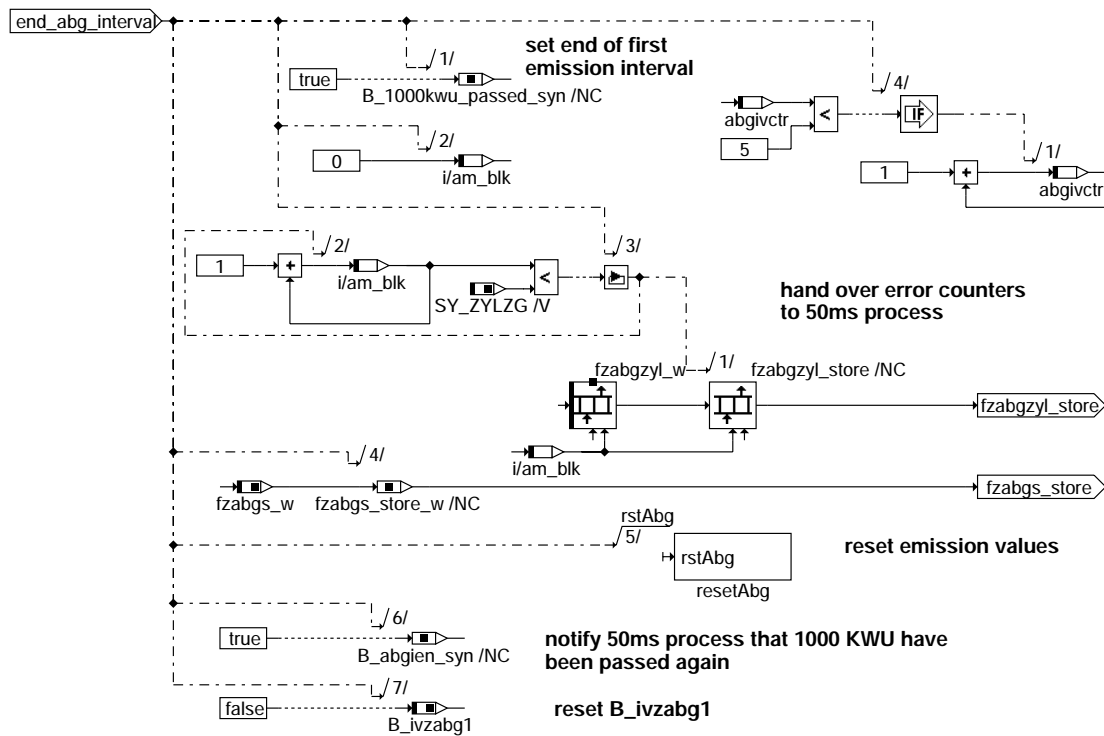 end_abg_interval
set end of first
emission interval
/1/
true
B_1000kwu_passed_syn /NC
/4/
abgivctr
<
IF
5
/2/
0
i/am_blk
/1/
1
+
abgivctr
/2/
/3/
1
+
i/am_blk
<
SY_ZYLZG /V
hand over error counters
to 50ms process
/1/
fzabgzyl_w
fzabgzyl_store /NC
fzabgzyl_store
i/am_blk
/4/
fzabgs_w
fzabgs_store_w /NC
fzabgs_store
rstAbg
5/
rstAbg
resetAbg
reset emission values
/6/
true
B_abgien_syn /NC
notify 50ms process that 1000 KWU have
been passed again
/7/
false
B_ivzabg1
reset B_ivzabg1